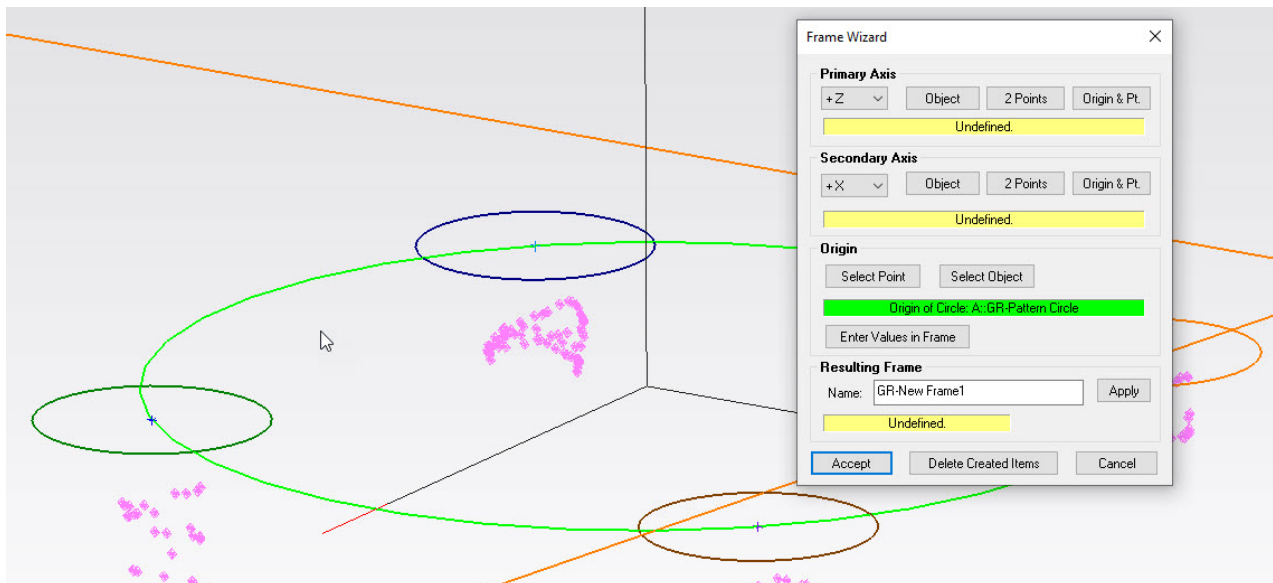 Frame Wizard
Primary Axis
+Z Object 2 Points Origin & Pt.
Undefined.
Secondary Axis
+X Object 2 Points Origin & Pt.
Undefined.
Origin
Select Point Select Object
Origin of Circle: A::GR-Pattern Circle
Enter Values in Frame
Resulting Frame
Name: GR-New Frame1 Apply
Undefined.
Accept Delete Created Items Cancel